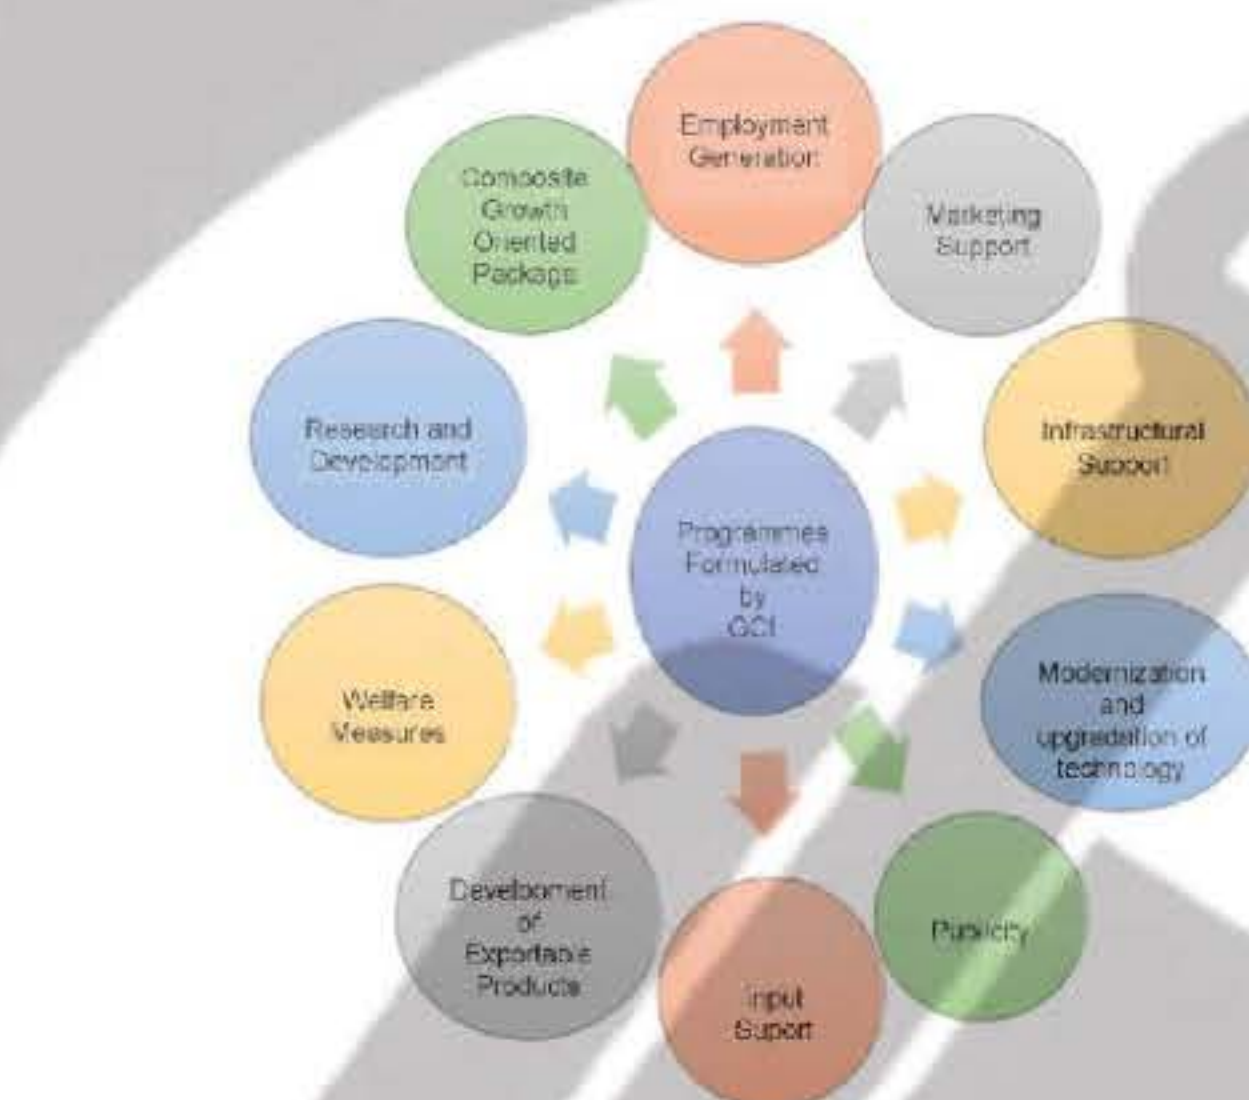 Employment
Generation
Marketing
Support
Infrastructural
Support
Modernization
and
upgradation of
technology
Publicity
Input
Suport
Development
of
Exportable
Products
Welfare
Measures
Research and
Development
Composite
Growth
Oriented
Package
Programmes
Formulated
by